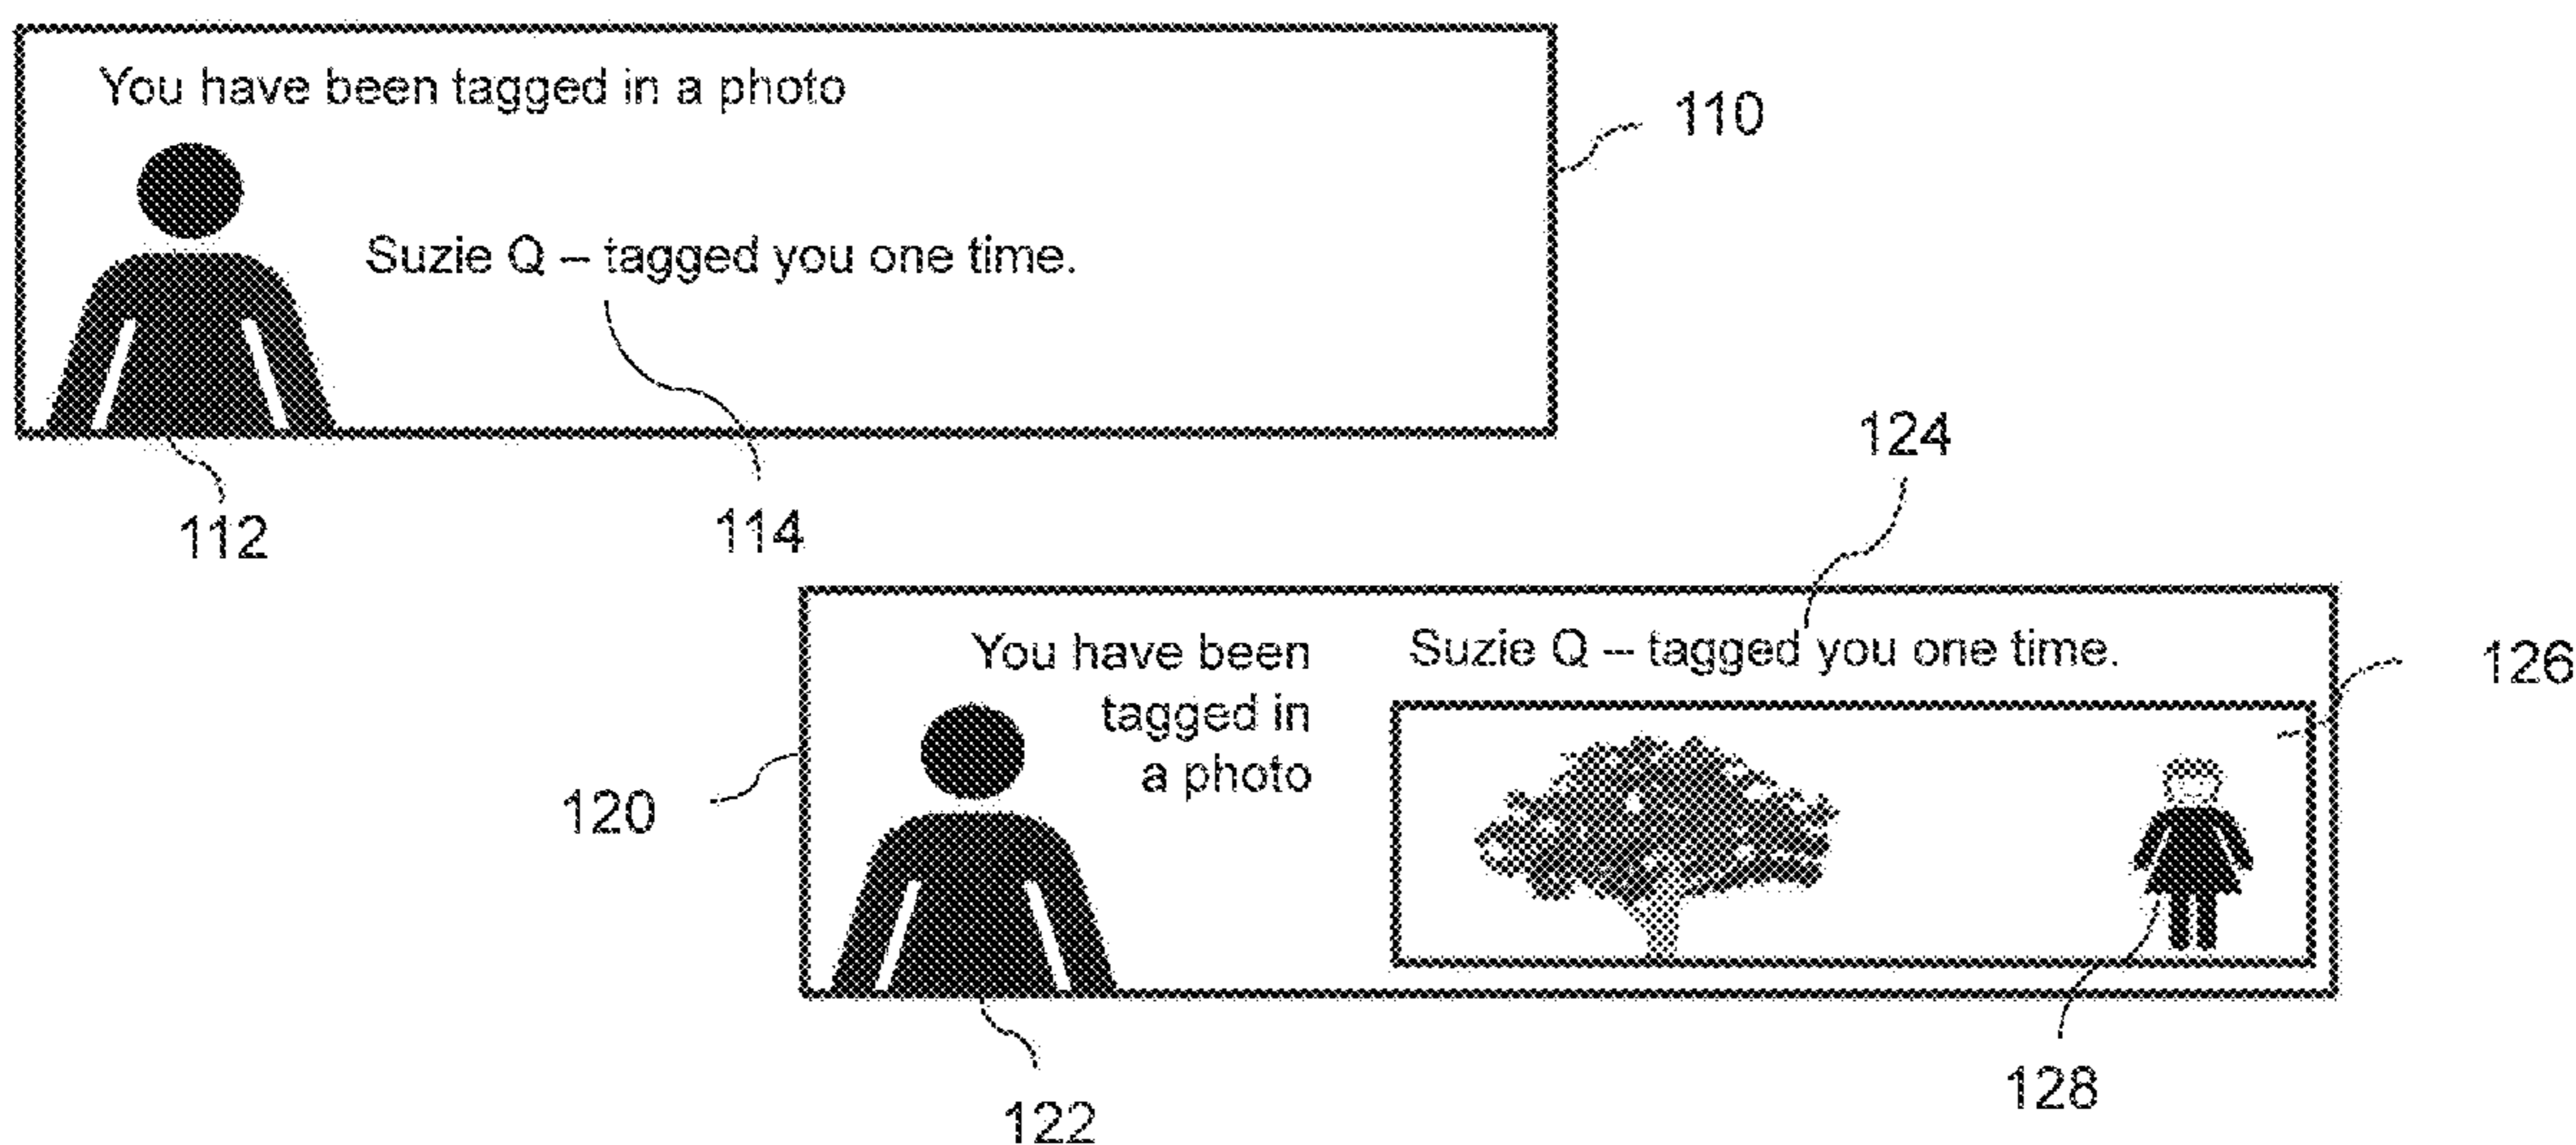 You have been tagged in a photo
110
Suzie Q – tagged you one time.
112
114
124
You have been
tagged in
a photo
Suzie Q – tagged you one time.
126
120
128
122